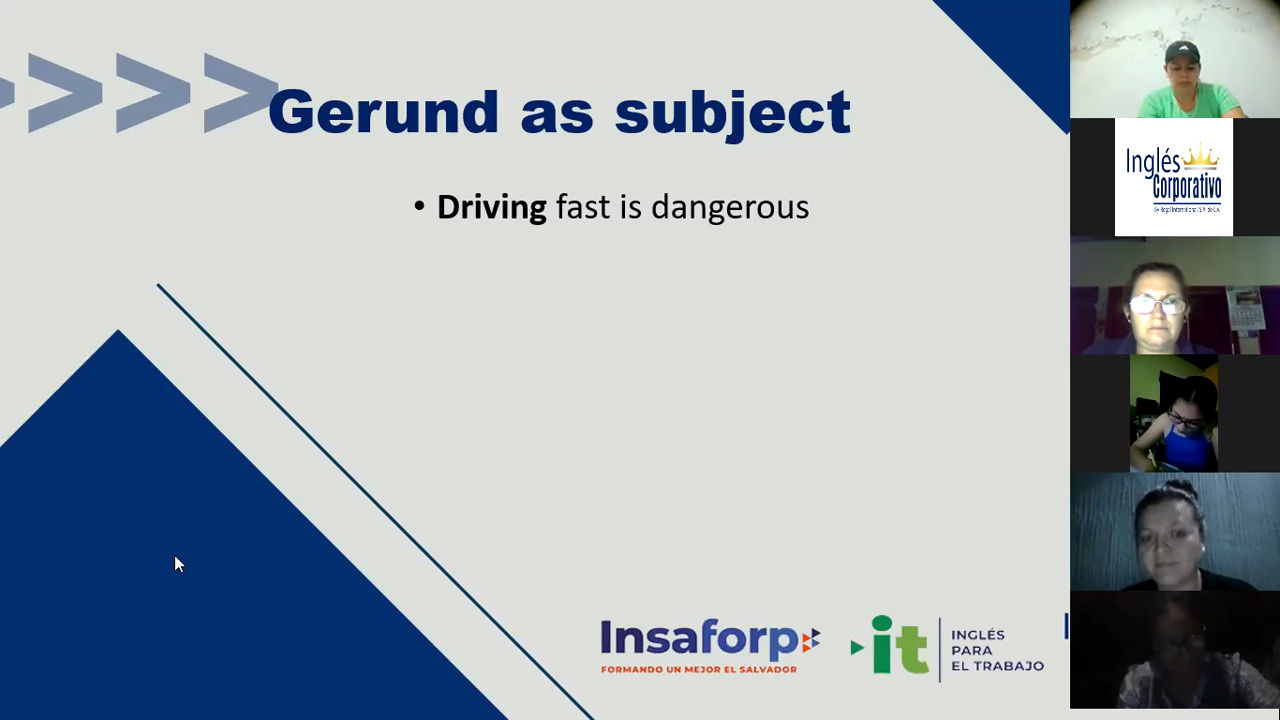 Gerund as subject
• Driving fast is dangerous
Insaforp
FORMANDO UN MEJOR EL SALVADOR
it
INGLÉS
PARA
EL TRABAJO
Inglés
Corporativo